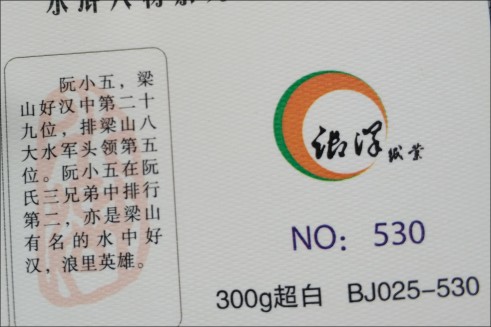 阮小五，梁
山好汉中第二十
九位，排梁山八
大水军头领第五
位。阮小五在阮
氏三兄弟中排行
第二，亦是梁山
有名的水中好
汉，浪里英雄。
纸业
NO：530
300g超白 BJ025-530